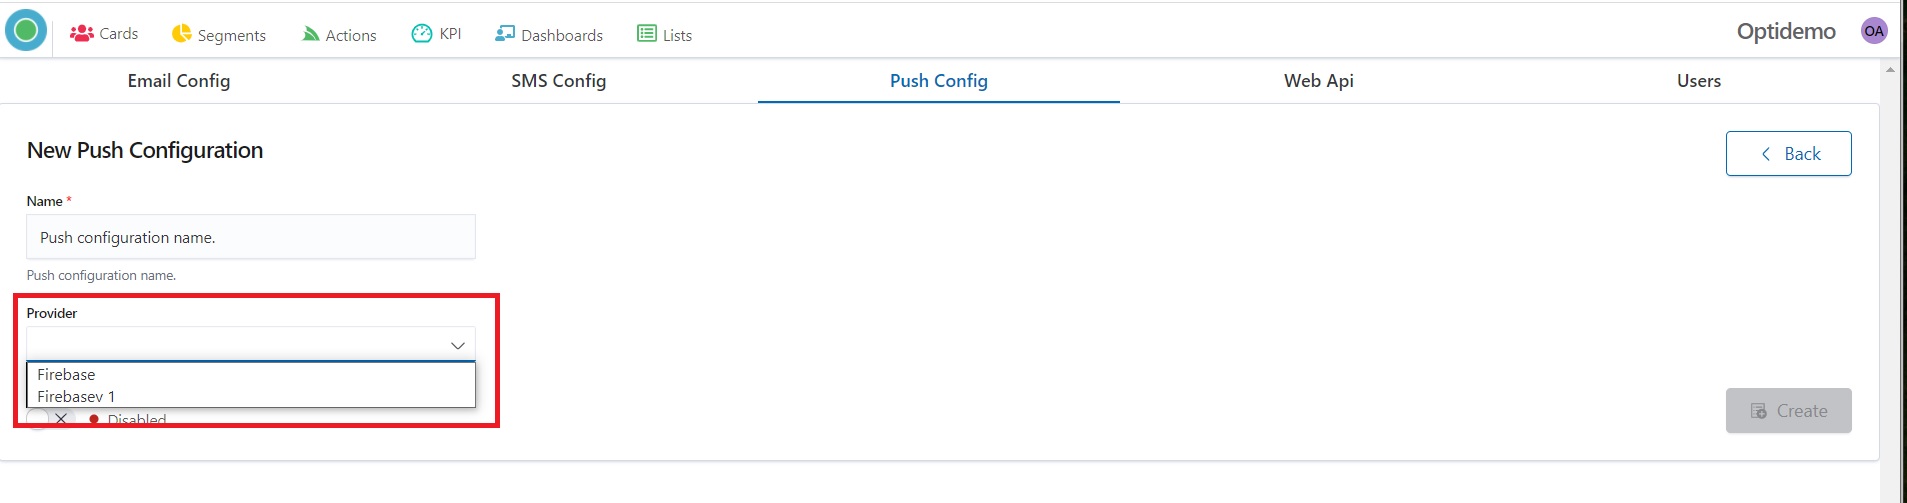 Cards Segments Actions KPI Dashboards Lists Optidemo OA
Email Config SMS Config Push Config Web Api Users
New Push Configuration
Back
Name *
Push configuration name.
Push configuration name.
Provider
Firebase
Firebasev 1
Disabled
Create